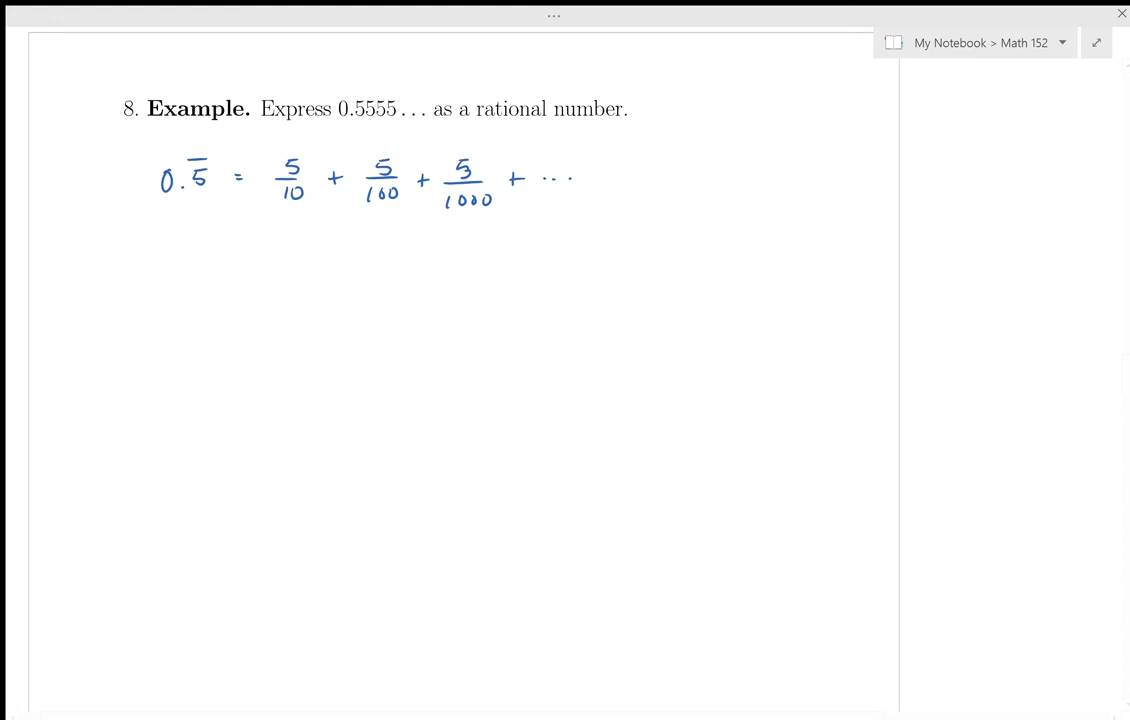 My Notebook > Math 152
8. Example. Express 0.5555... as a rational number.
0.5̅ = 5/10 + 5/100 + 5/1000 + ...